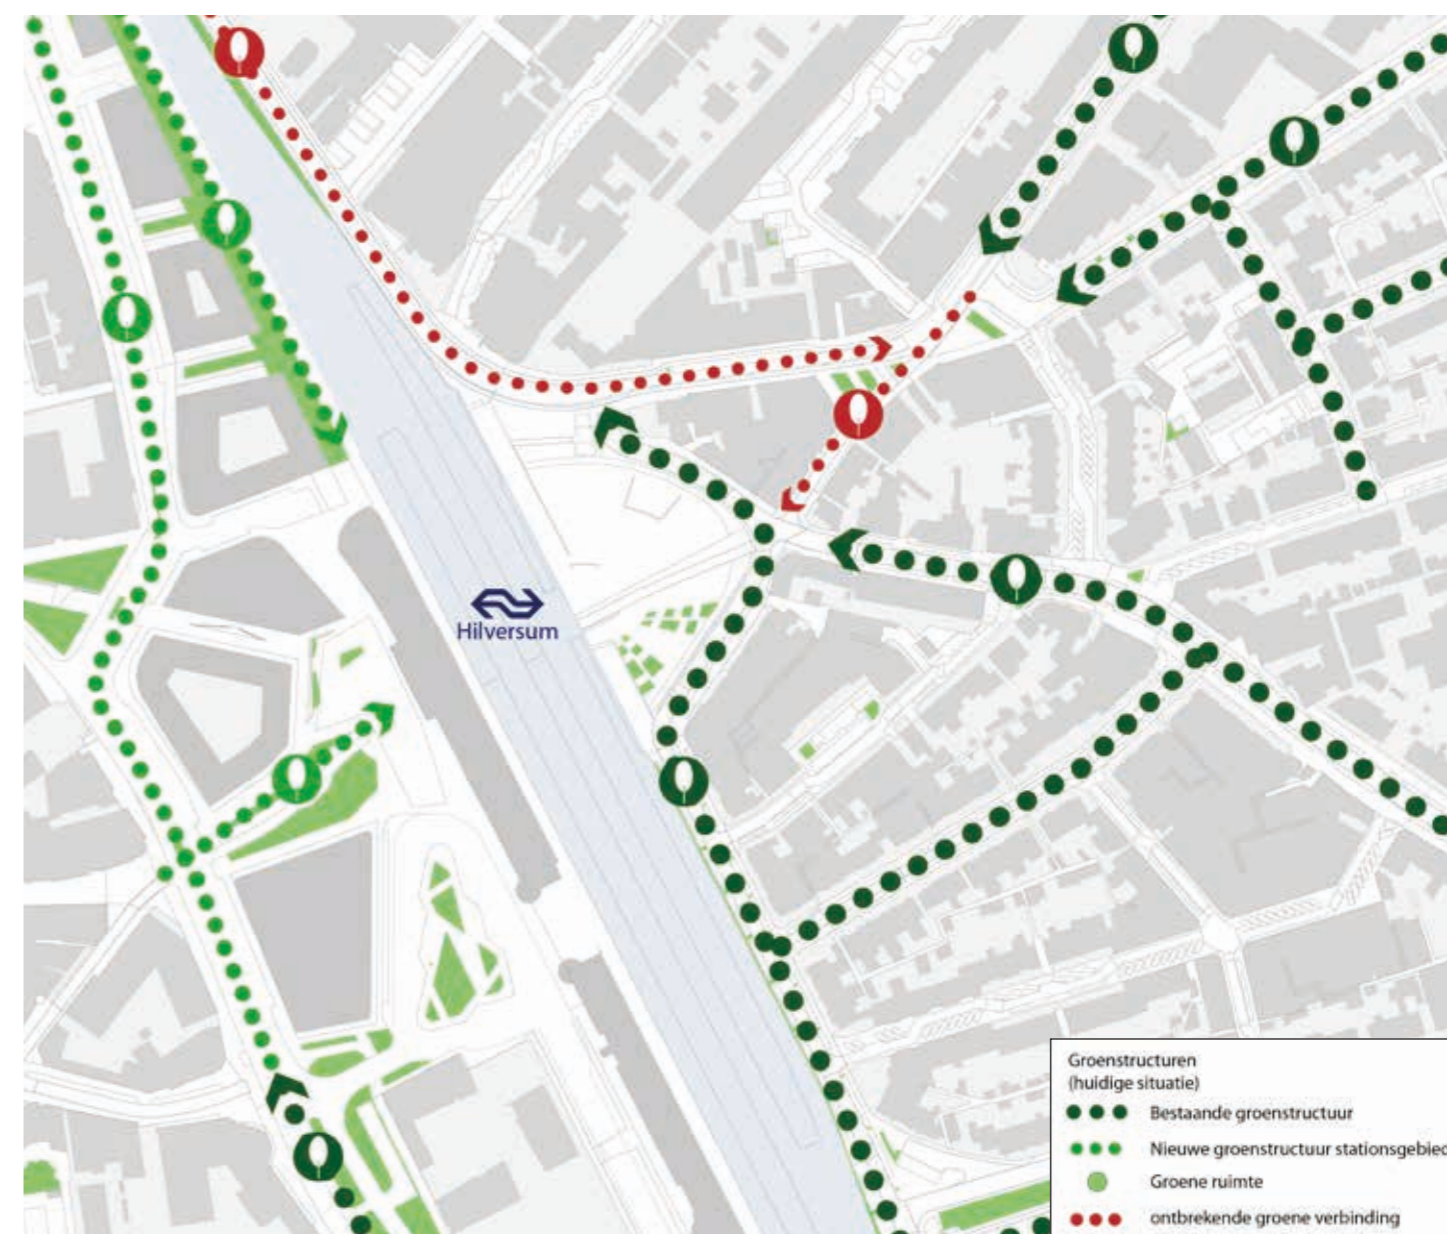 Hilversum
Groenstructuren
(huidige situatie)
Bestaande groenstructuur
Nieuwe groenstructuur stationsgebied
Groene ruimte
ontbrekende groene verbinding